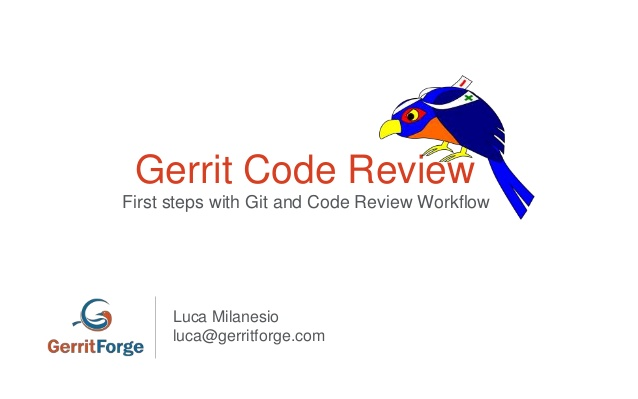 Gerrit Code Review
First steps with Git and Code Review Workflow
GerritForge
Luca Milanesio
luca@gerritforge.com